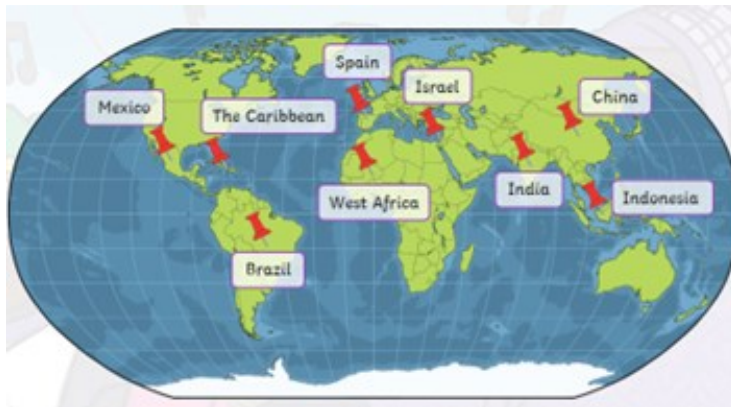 Spain
Israel
China
Mexico
The Caribbean
India
Indonesia
West Africa
Brazil